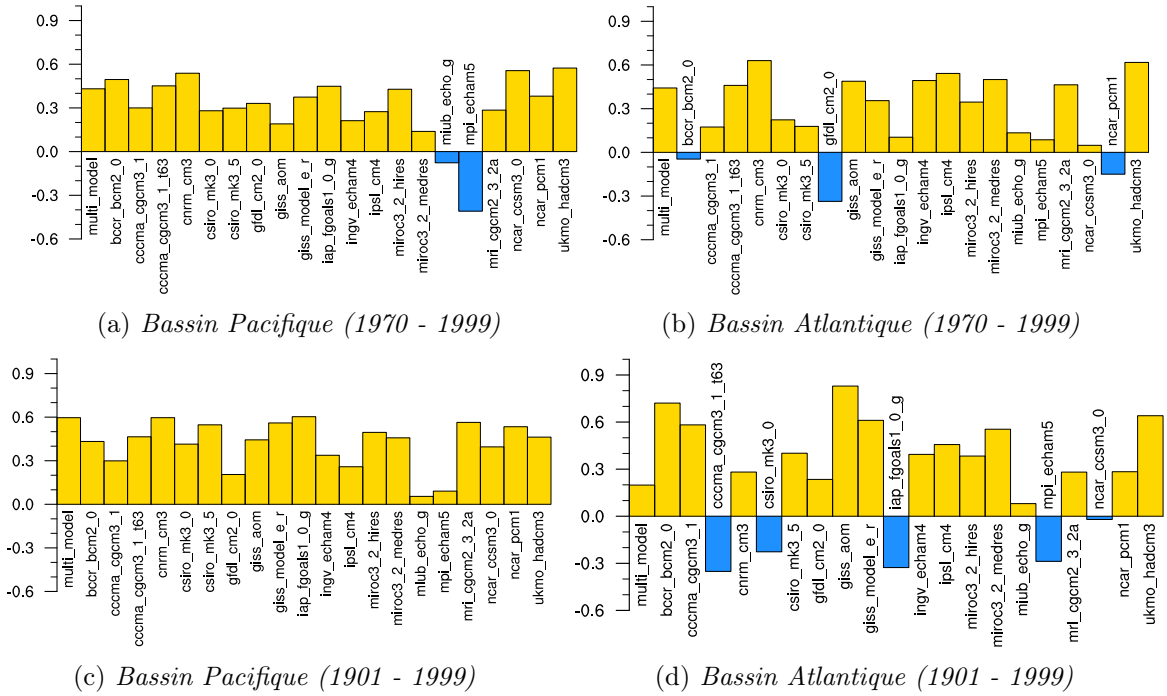 0.9
0.6
0.3
0.0
-0.3
-0.6
multi_model
bccr_bcm2_0
cccma_cgcm3_1
cccma_cgcm3_1_t63
cnrm_cm3
csiro_mk3_0
csiro_mk3_5
gfdl_cm2_0
giss_aom
giss_model_e_r
iap_fgoals1_0_g
ingv_echam4
ipsl_cm4
miroc3_2_hires
miroc3_2_medres
miub_echo_g
mpi_echam5
mri_cgcm2_3_2a
ncar_ccsm3_0
ncar_pcm1
ukmo_hadcm3
(a) Bassin Pacifique (1970 - 1999)
0.9
0.6
0.3
0.0
-0.3
-0.6
multi_model
bccr_bcm2_0
cccma_cgcm3_1
cccma_cgcm3_1_t63
cnrm_cm3
csiro_mk3_0
csiro_mk3_5
gfdl_cm2_0
giss_aom
giss_model_e_r
iap_fgoals1_0_g
ingv_echam4
ipsl_cm4
miroc3_2_hires
miroc3_2_medres
miub_echo_g
mpi_echam5
mri_cgcm2_3_2a
ncar_ccsm3_0
ncar_pcm1
ukmo_hadcm3
(b) Bassin Atlantique (1970 - 1999)
0.9
0.6
0.3
0.0
-0.3
-0.6
multi_model
bccr_bcm2_0
cccma_cgcm3_1
cccma_cgcm3_1_t63
cnrm_cm3
csiro_mk3_0
csiro_mk3_5
gfdl_cm2_0
giss_aom
giss_model_e_r
iap_fgoals1_0_g
ingv_echam4
ipsl_cm4
miroc3_2_hires
miroc3_2_medres
miub_echo_g
mpi_echam5
mri_cgcm2_3_2a
ncar_ccsm3_0
ncar_pcm1
ukmo_hadcm3
(c) Bassin Pacifique (1901 - 1999)
0.9
0.6
0.3
0.0
-0.3
-0.6
multi_model
bccr_bcm2_0
cccma_cgcm3_1
cccma_cgcm3_1_t63
cnrm_cm3
csiro_mk3_0
csiro_mk3_5
gfdl_cm2_0
giss_aom
giss_model_e_r
iap_fgoals1_0_g
ingv_echam4
ipsl_cm4
miroc3_2_hires
miroc3_2_medres
miub_echo_g
mpi_echam5
mri_cgcm2_3_2a
ncar_ccsm3_0
ncar_pcm1
ukmo_hadcm3
(d) Bassin Atlantique (1901 - 1999)